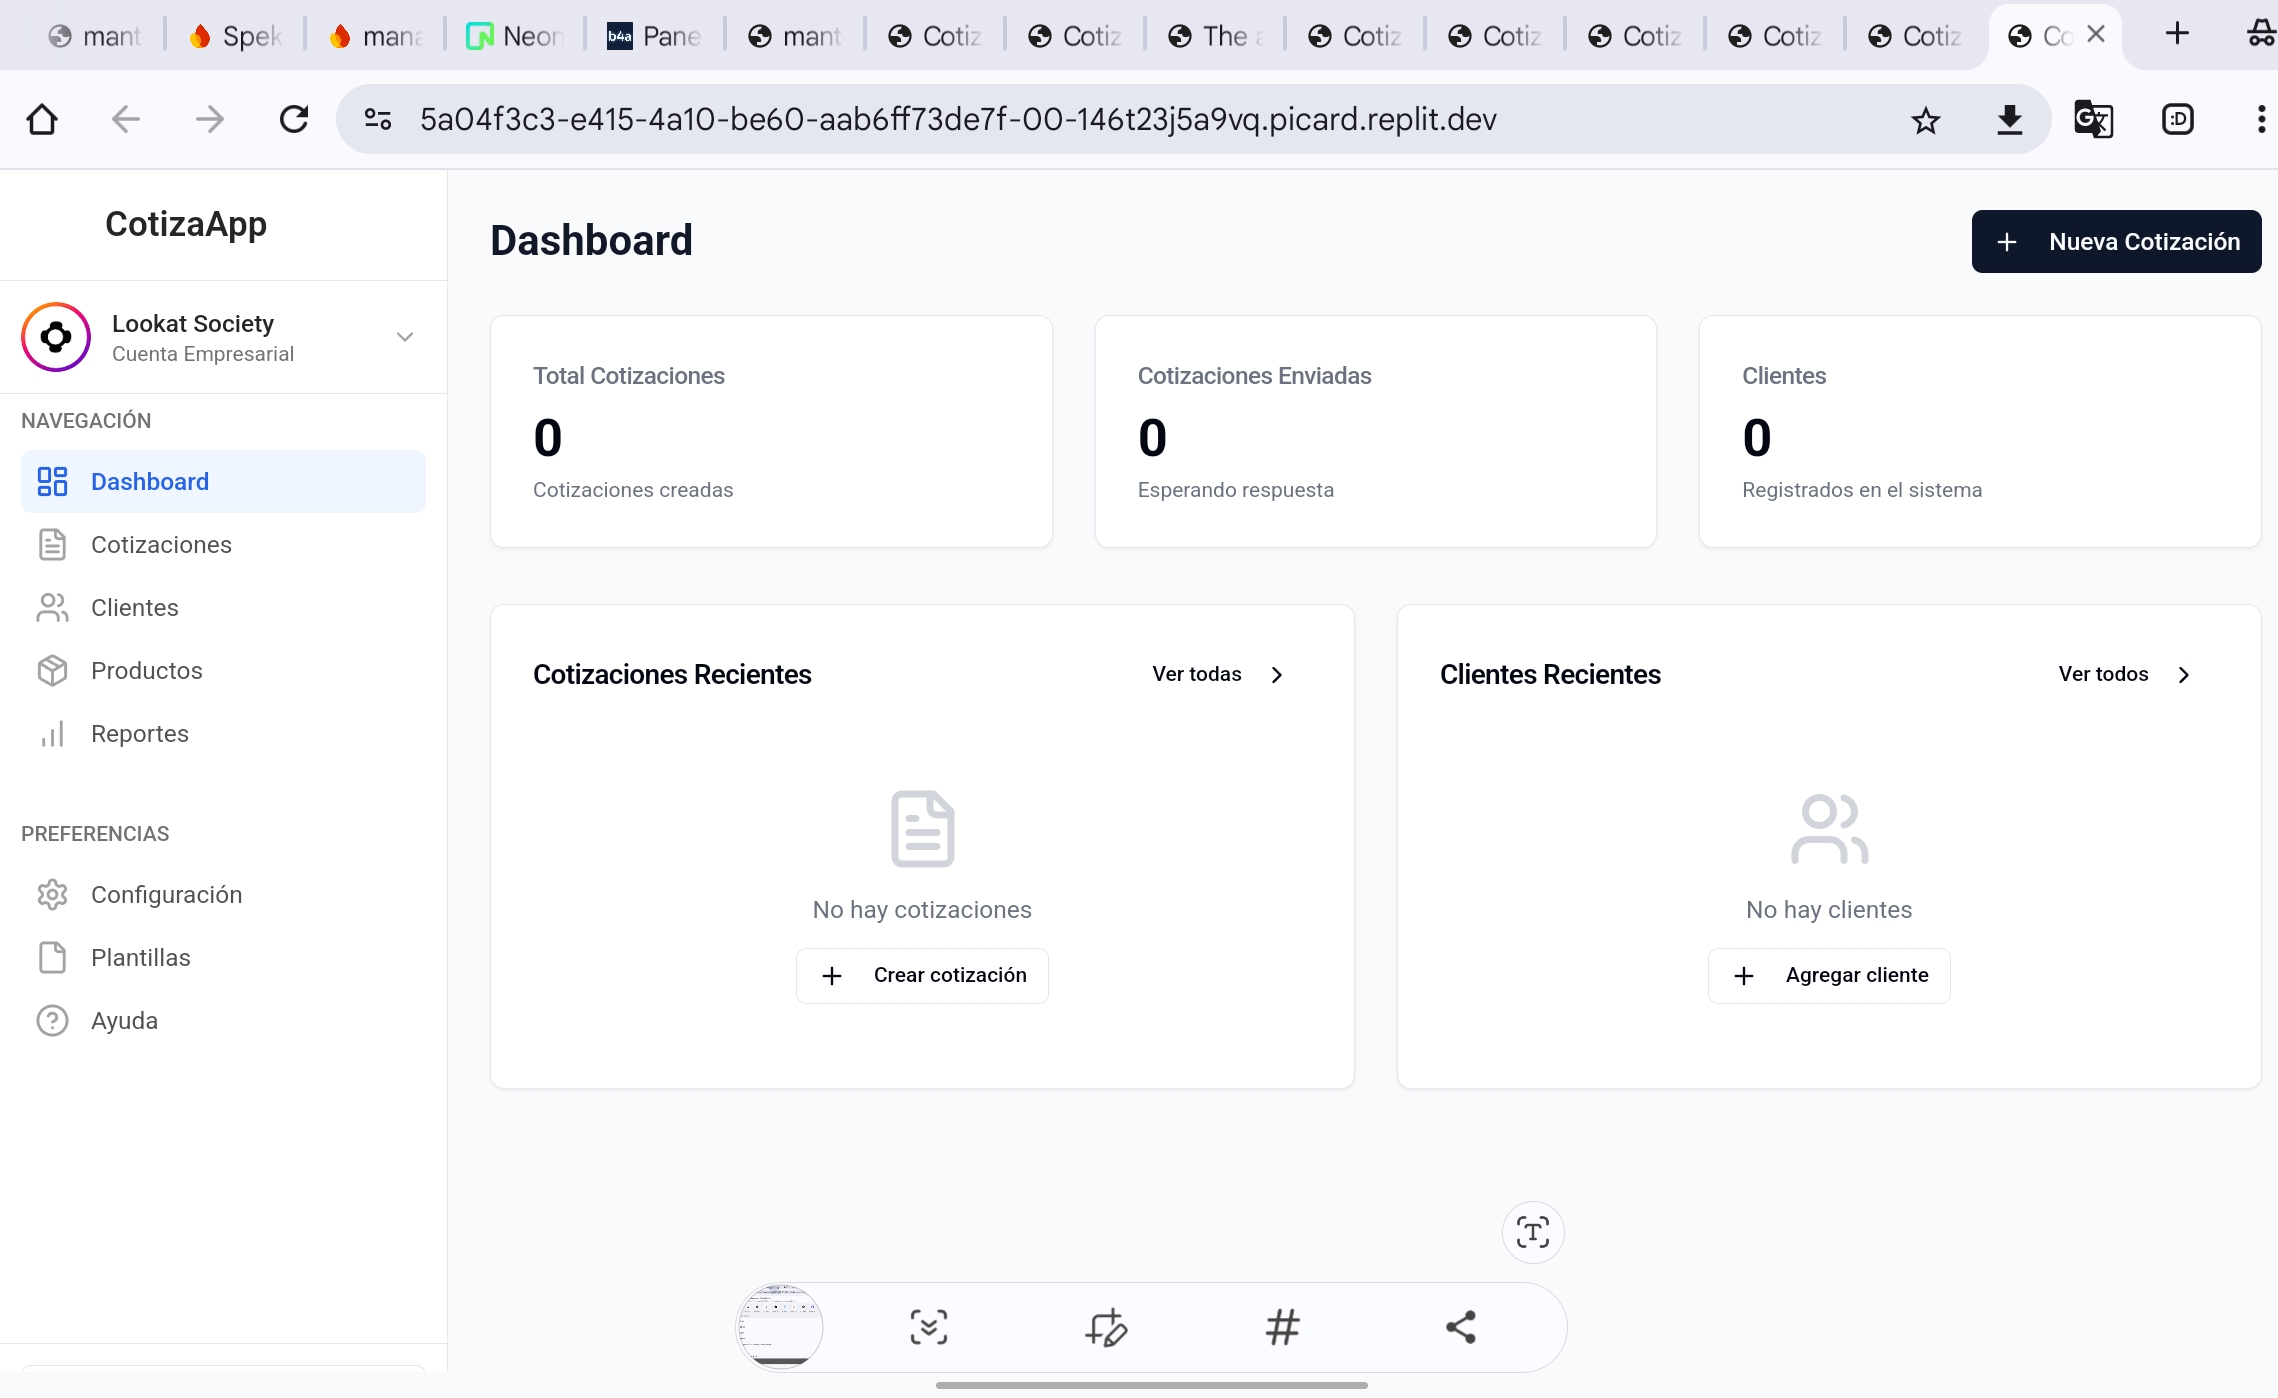 mant
Spek
mana
Neon
b4a Pane
mant
Cotiz
Cotiz
The a
Cotiz
Cotiz
Cotiz
Cotiz
Cotiz
Co
5a04f3c3-e415-4a10-be60-aab6ff73de7f-00-146t23j5a9vq.picard.replit.dev
:D
CotizaApp
Lookat Society
Cuenta Empresarial
NAVEGACIÓN
Dashboard
Cotizaciones
Clientes
Productos
Reportes
PREFERENCIAS
Configuración
Plantillas
Ayuda
Dashboard
+ Nueva Cotización
Total Cotizaciones
0
Cotizaciones creadas
Cotizaciones Enviadas
0
Esperando respuesta
Clientes
0
Registrados en el sistema
Cotizaciones Recientes
Ver todas
No hay cotizaciones
+ Crear cotización
Clientes Recientes
Ver todos
No hay clientes
+ Agregar cliente